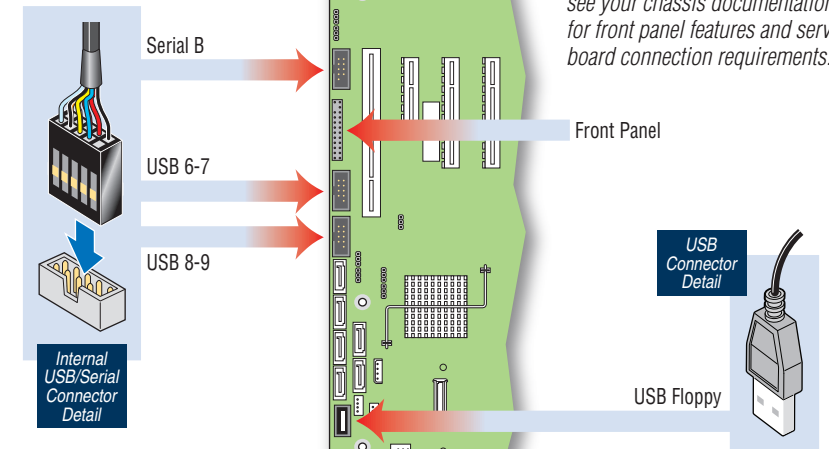 see your chassis documentation
for front panel features and serv
board connection requirements.
Serial B
Front Panel
USB 6-7
USB 8-9
USB
Connector
Detail
Internal
USB/Serial
Connector
Detail
USB Floppy